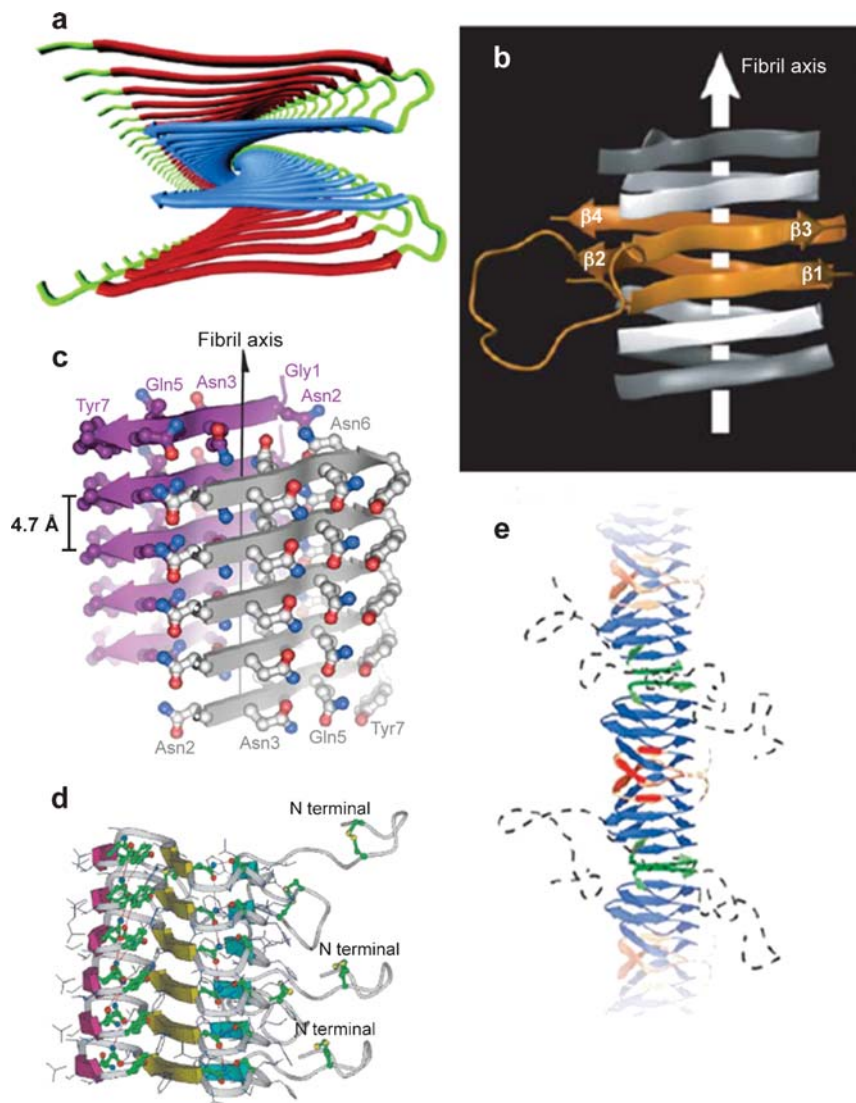 a
b
Fibril axis
β4
β3
β2
β1
c
Fibril axis
Gly1
Asn3
Gln5
Asn2
Tyr7
Asn6
4.7 Å
Asn2
Asn3
Gln5
Tyr7
d
N terminal
N terminal
N terminal
e